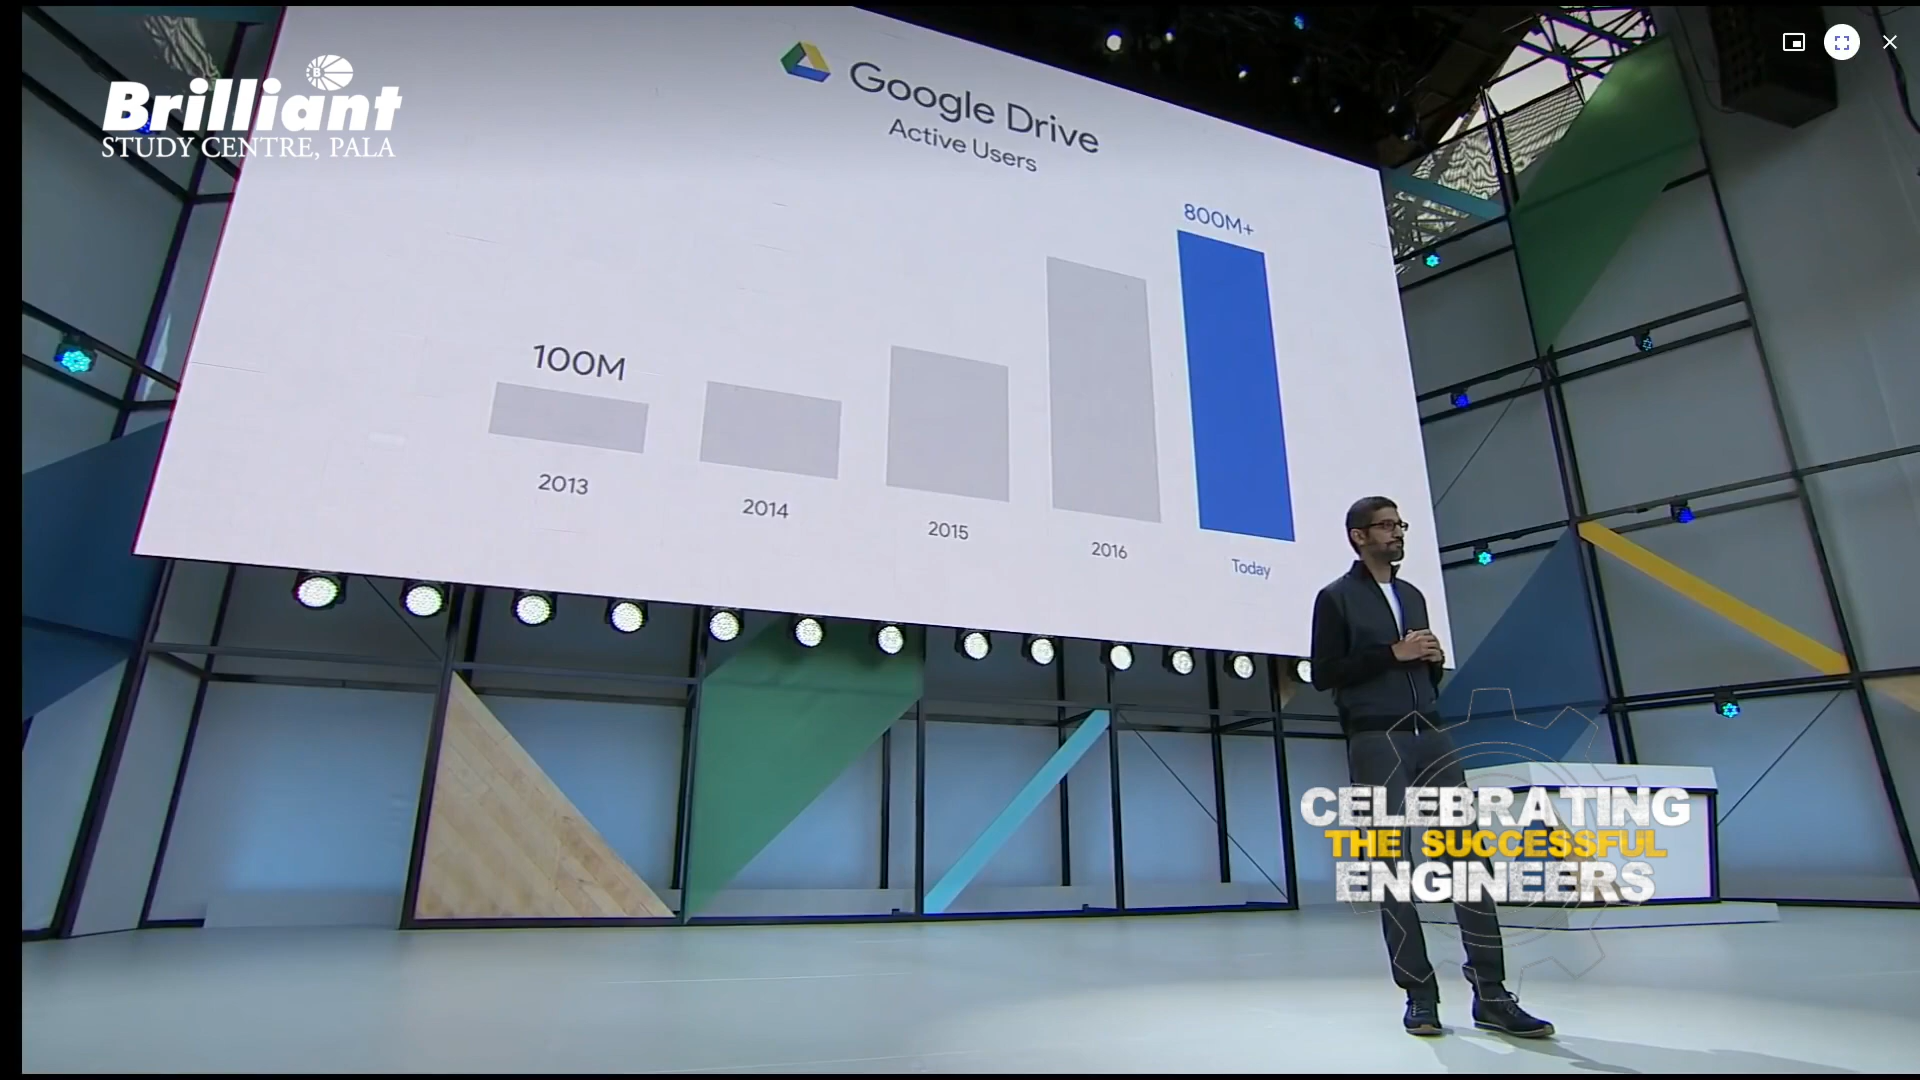 Brilliant
STUDY CENTRE, PALA
Google Drive
Active Users
800M+
100M
2013
2014
2015
2016
Today
CELEBRATING
THE SUCCESSFUL
ENGINEERS